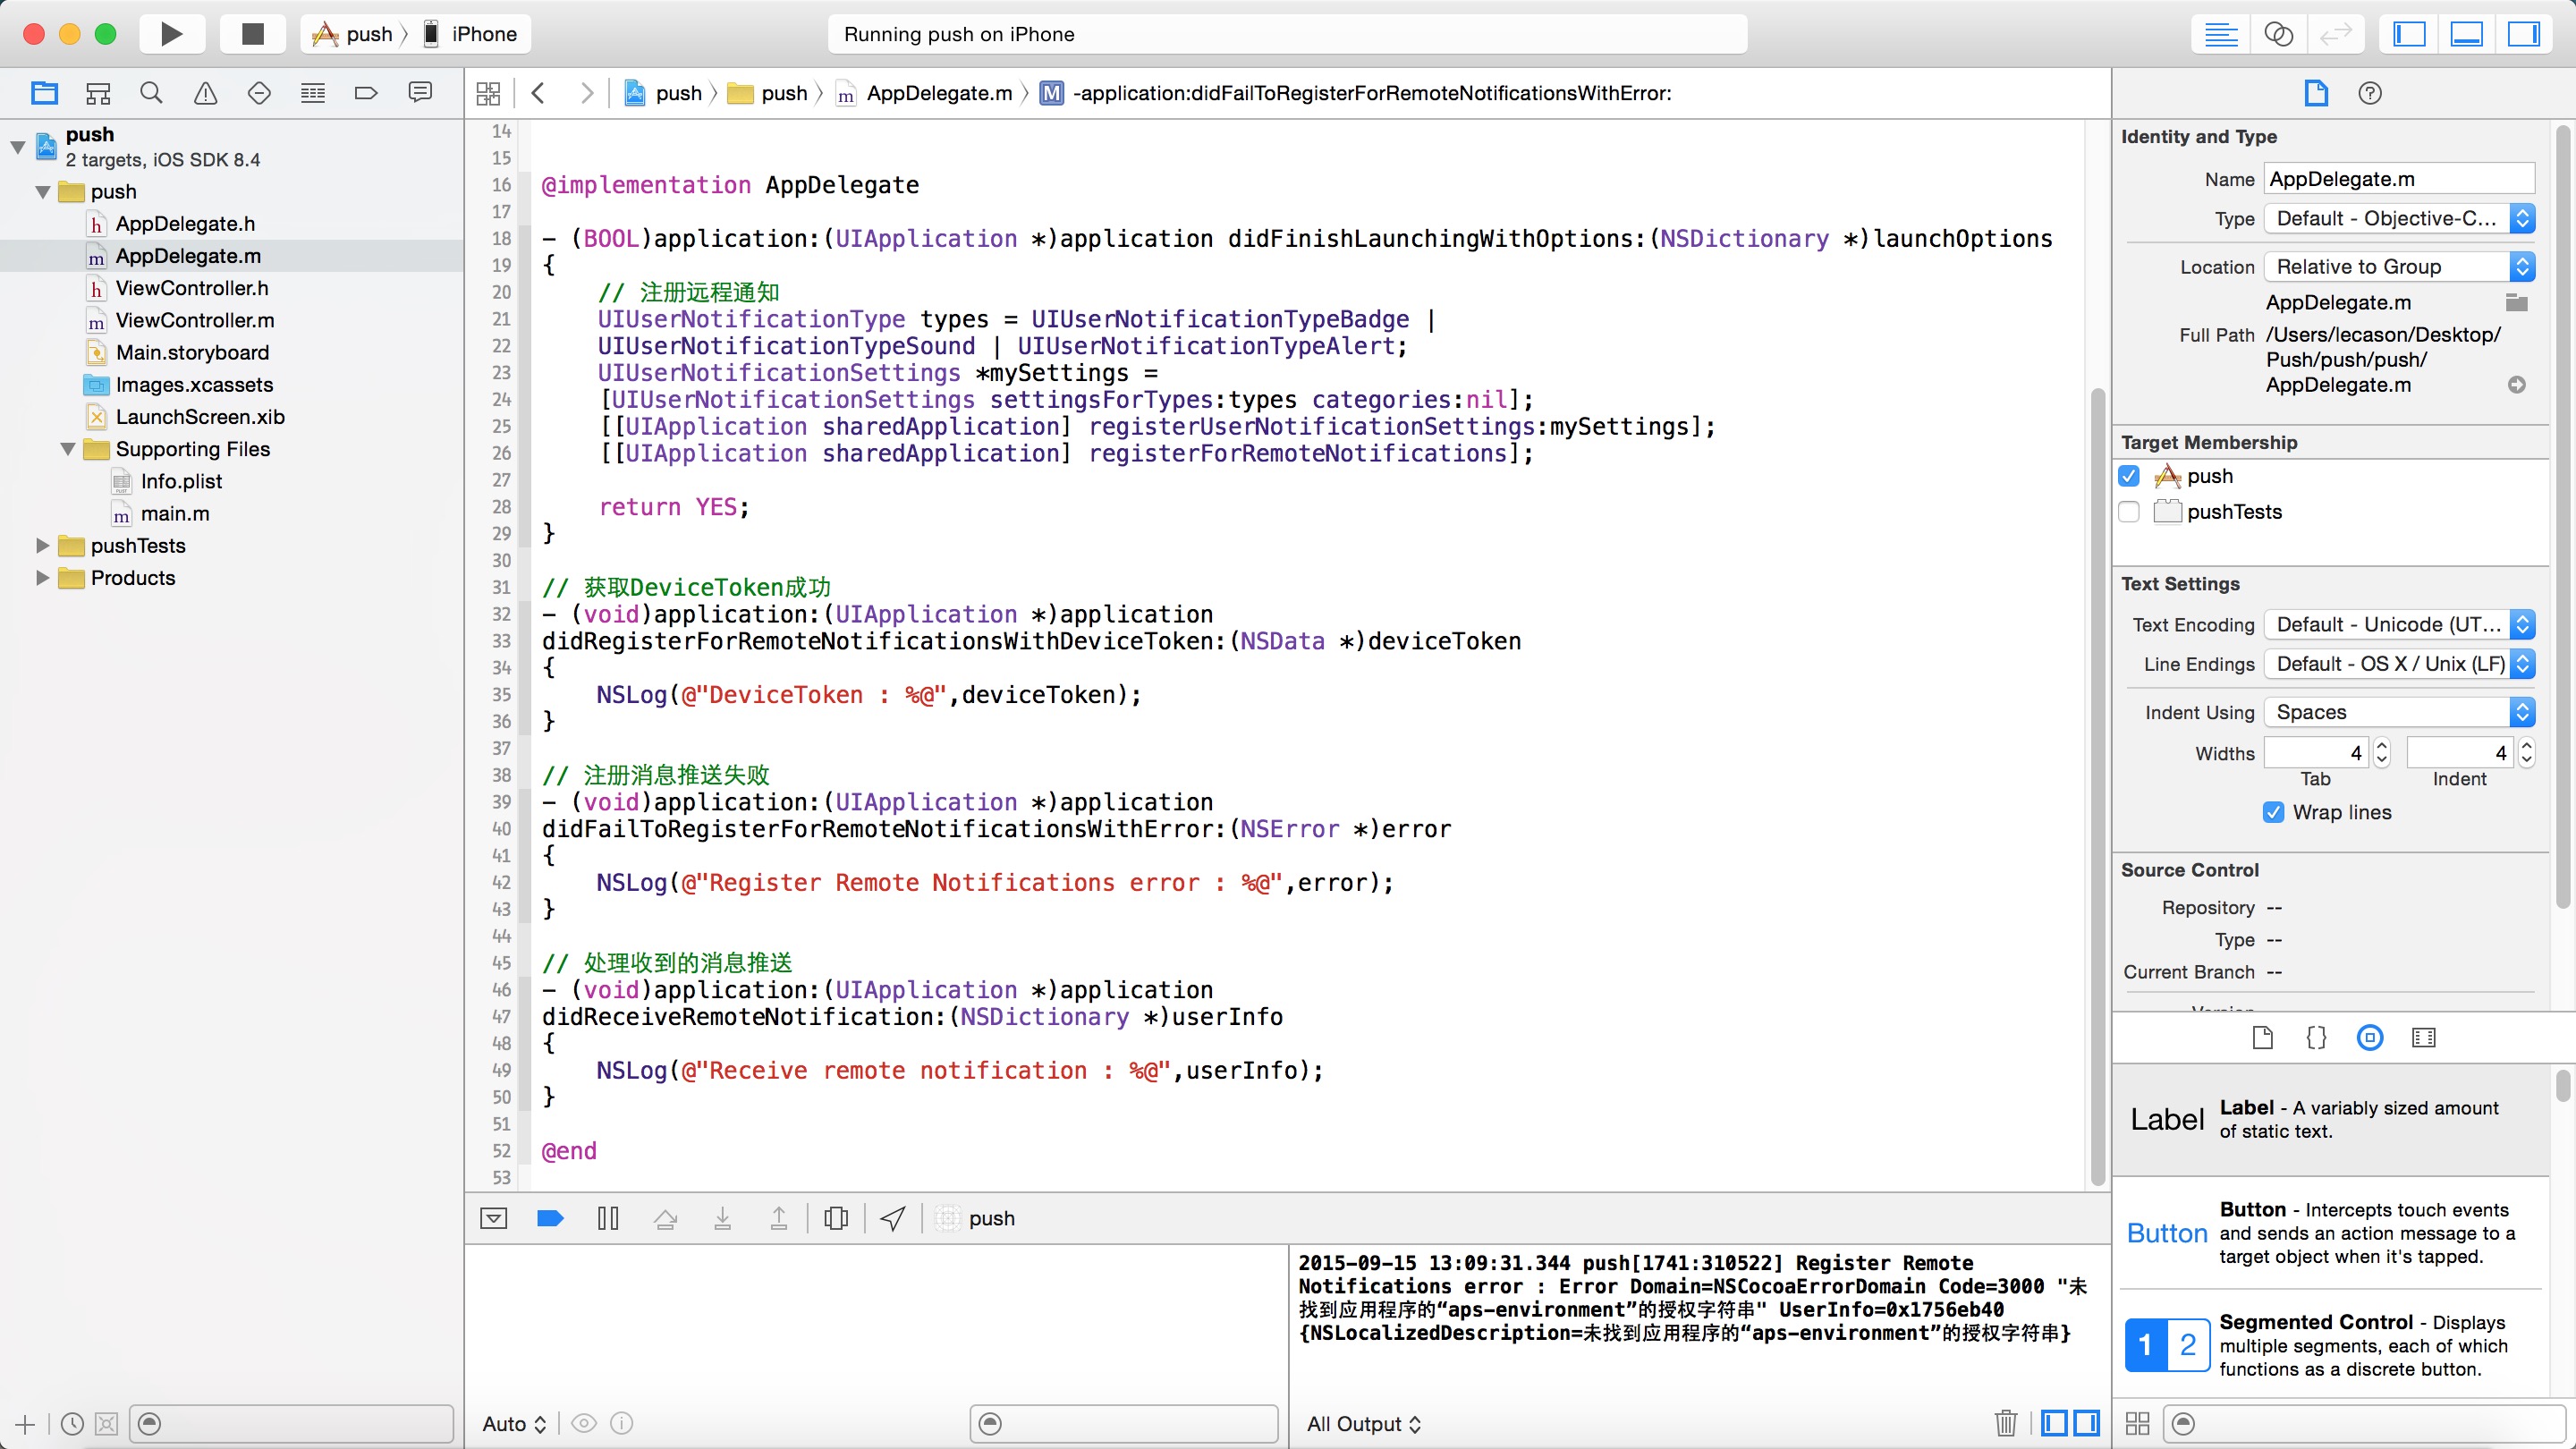 push
iPhone
Running push on iPhone
push
push
AppDelegate.m
M
-application:didFailToRegisterForRemoteNotificationsWithError:
push
2 targets, iOS SDK 8.4
push
AppDelegate.h
AppDelegate.m
ViewController.h
ViewController.m
Main.storyboard
Images.xcassets
LaunchScreen.xib
Supporting Files
Info.plist
main.m
pushTests
Products
14
15
16 @implementation AppDelegate
17
18 - (BOOL)application:(UIApplication *)application didFinishLaunchingWithOptions:(NSDictionary *)launchOptions
19 {
20 // 注册远程通知
21 UIUserNotificationType types = UIUserNotificationTypeBadge |
22 UIUserNotificationTypeSound | UIUserNotificationTypeAlert;
23 UIUserNotificationSettings *mySettings =
24 [UIUserNotificationSettings settingsForTypes:types categories:nil];
25 [[UIApplication sharedApplication] registerUserNotificationSettings:mySettings];
26 [[UIApplication sharedApplication] registerForRemoteNotifications];
27
28 return YES;
29 }
30
31 // 获取DeviceToken成功
32 - (void)application:(UIApplication *)application
33 didRegisterForRemoteNotificationsWithDeviceToken:(NSData *)deviceToken
34 {
35 NSLog(@"DeviceToken : %@",deviceToken);
36 }
37
38 // 注册消息推送失败
39 - (void)application:(UIApplication *)application
40 didFailToRegisterForRemoteNotificationsWithError:(NSError *)error
41 {
42 NSLog(@"Register Remote Notifications error : %@",error);
43 }
44
45 // 处理收到的消息推送
46 - (void)application:(UIApplication *)application
47 didReceiveRemoteNotification:(NSDictionary *)userInfo
48 {
49 NSLog(@"Receive remote notification : %@",userInfo);
50 }
51
52 @end
53
push
2015-09-15 13:09:31.344 push[1741:310522] Register Remote
Notifications error : Error Domain=NSCocoaErrorDomain Code=3000 "未
找到应用程序的“aps-environment”的授权字符串" UserInfo=0x1756eb40
{NSLocalizedDescription=未找到应用程序的“aps-environment”的授权字符串}
Auto
All Output
Identity and Type
Name AppDelegate.m
Type Default - Objective-C...
Location Relative to Group
AppDelegate.m
Full Path /Users/lecason/Desktop/
Push/push/push/
AppDelegate.m
Target Membership
push
pushTests
Text Settings
Text Encoding Default - Unicode (UT...
Line Endings Default - OS X / Unix (LF)
Indent Using Spaces
Widths 4 4
Tab Indent
Wrap lines
Source Control
Repository --
Type --
Current Branch --
Label
Label - A variably sized amount
of static text.
Button
Button - Intercepts touch events
and sends an action message to a
target object when it's tapped.
1 2
Segmented Control - Displays
multiple segments, each of which
functions as a discrete button.